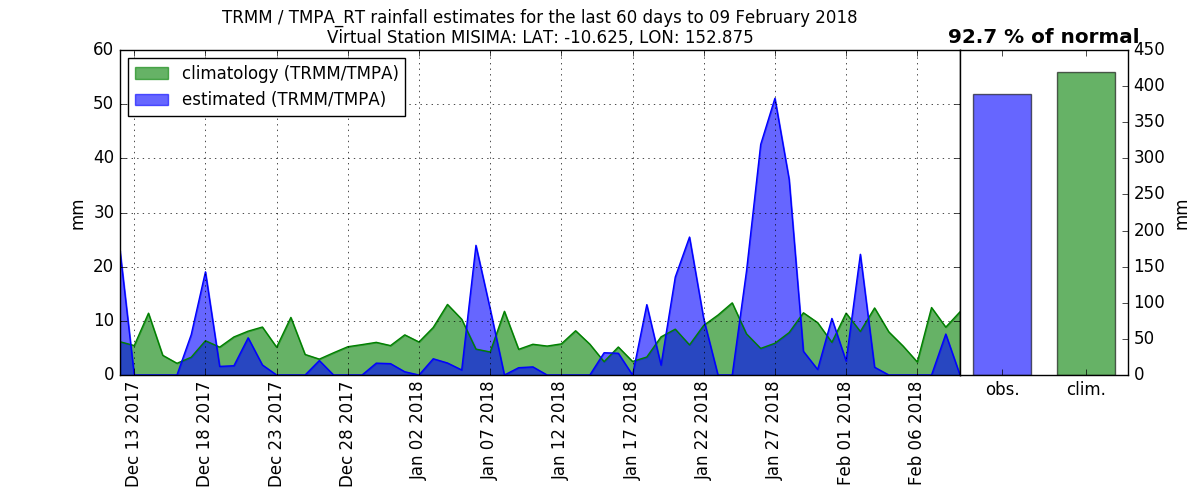 TRMM / TMPA_RT rainfall estimates for the last 60 days to 09 February 2018
Virtual Station MISIMA: LAT: -10.625, LON: 152.875
92.7 % of normal
climatology (TRMM/TMPA)
estimated (TRMM/TMPA)
60
50
40
30
20
10
0
mm
Dec 13 2017
Dec 18 2017
Dec 23 2017
Dec 28 2017
Jan 02 2018
Jan 07 2018
Jan 12 2018
Jan 17 2018
Jan 22 2018
Jan 27 2018
Feb 01 2018
Feb 06 2018
obs.
clim.
450
400
350
300
250
200
150
100
50
0
mm